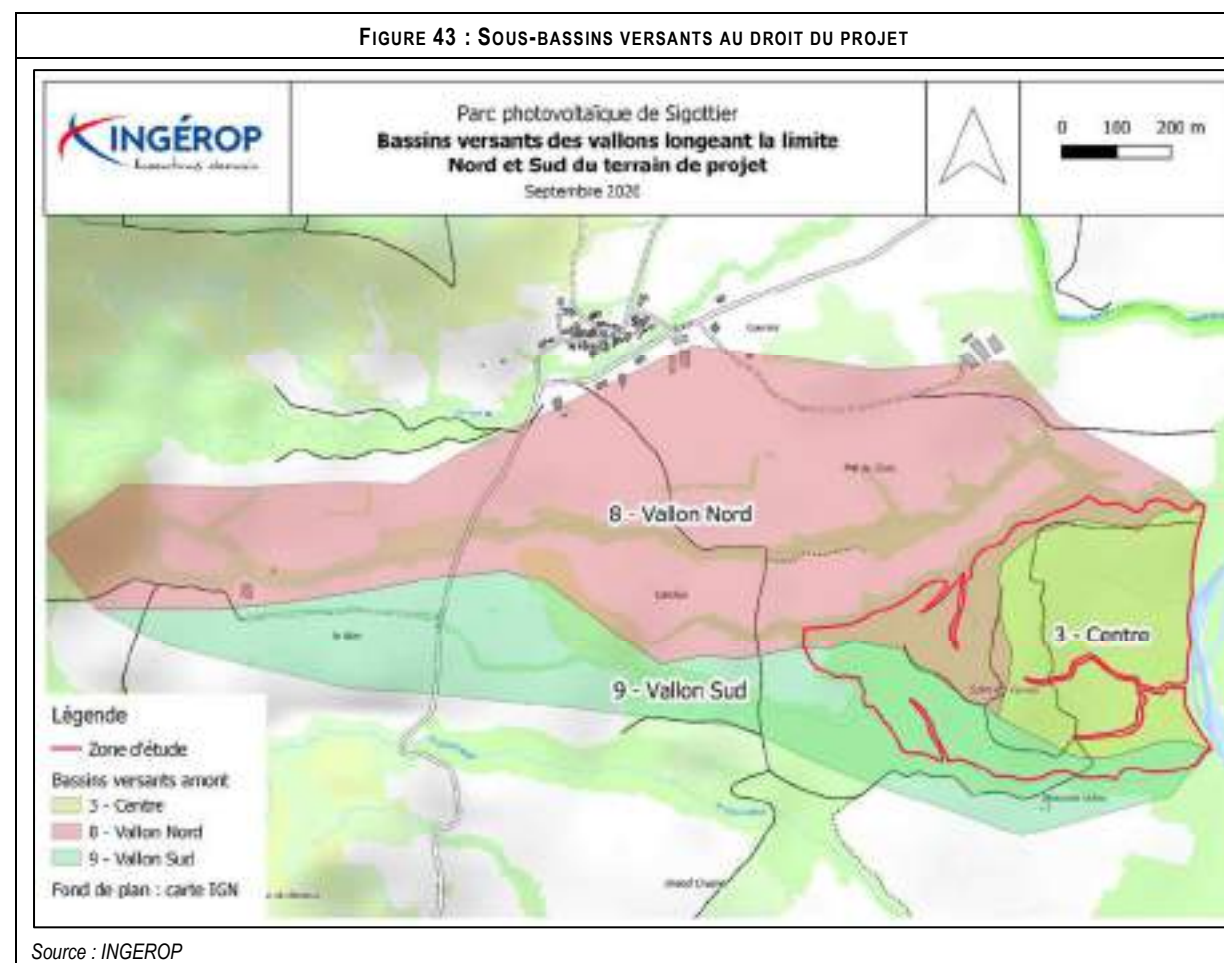 FIGURE 43 : SOUS-BASSINS VERSANTS AU DROIT DU PROJET
INGÉROP
Parc photovoltaïque de Sigottier
Bassins versants des vallons longeant la limite
Nord et Sud du terrain de projet
Septembre 2020
0 100 200 m
8 - Vallon Nord
3 - Centre
9 - Vallon Sud
Légende
Zone d'étude
Bassins versants amont
3 - Centre
8 - Vallon Nord
9 - Vallon Sud
Fond de plan : carte IGN
Source : INGEROP